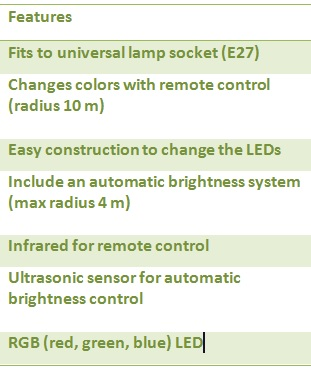 Features
Fits to universal lamp socket (E27)
Changes colors with remote control
(radius 10 m)
Easy construction to change the LEDs
Include an automatic brightness system
(max radius 4 m)
Infrared for remote control
Ultrasonic sensor for automatic
brightness control
RGB (red, green, blue) LED